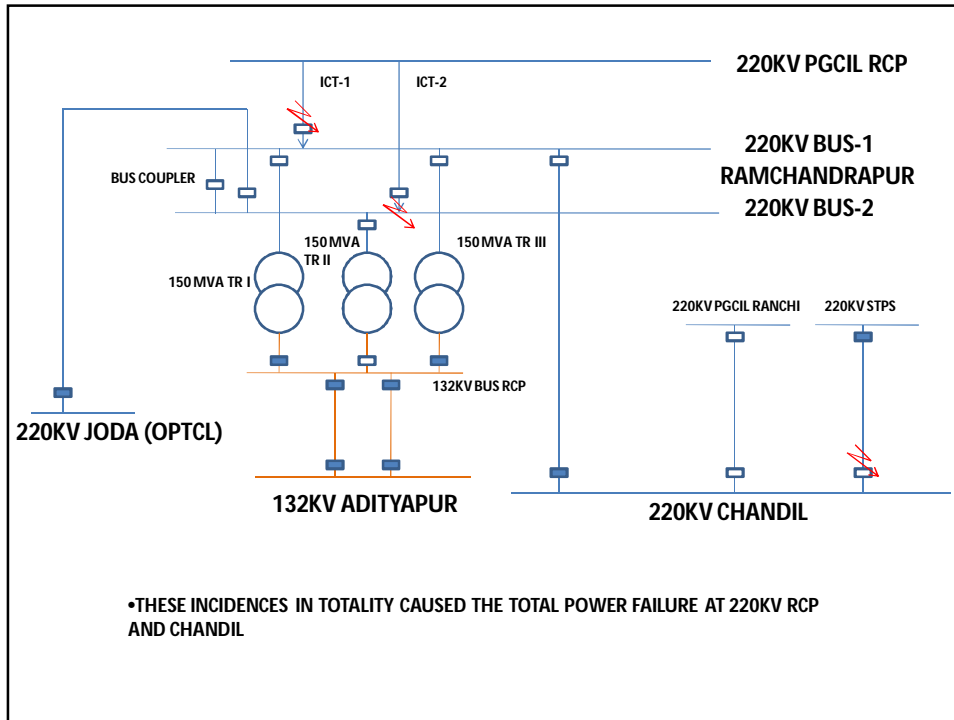 220KV PGCIL RCP
ICT-1
ICT-2
220KV BUS-1
RAMCHANDRAPUR
220KV BUS-2
BUS COUPLER
150 MVA
TR II
150 MVA TR III
150 MVA TR I
220KV PGCIL RANCHI
220KV STPS
132KV BUS RCP
220KV JODA (OPTCL)
132KV ADITYAPUR
220KV CHANDIL
•THESE INCIDENCES IN TOTALITY CAUSED THE TOTAL POWER FAILURE AT 220KV RCP
AND CHANDIL